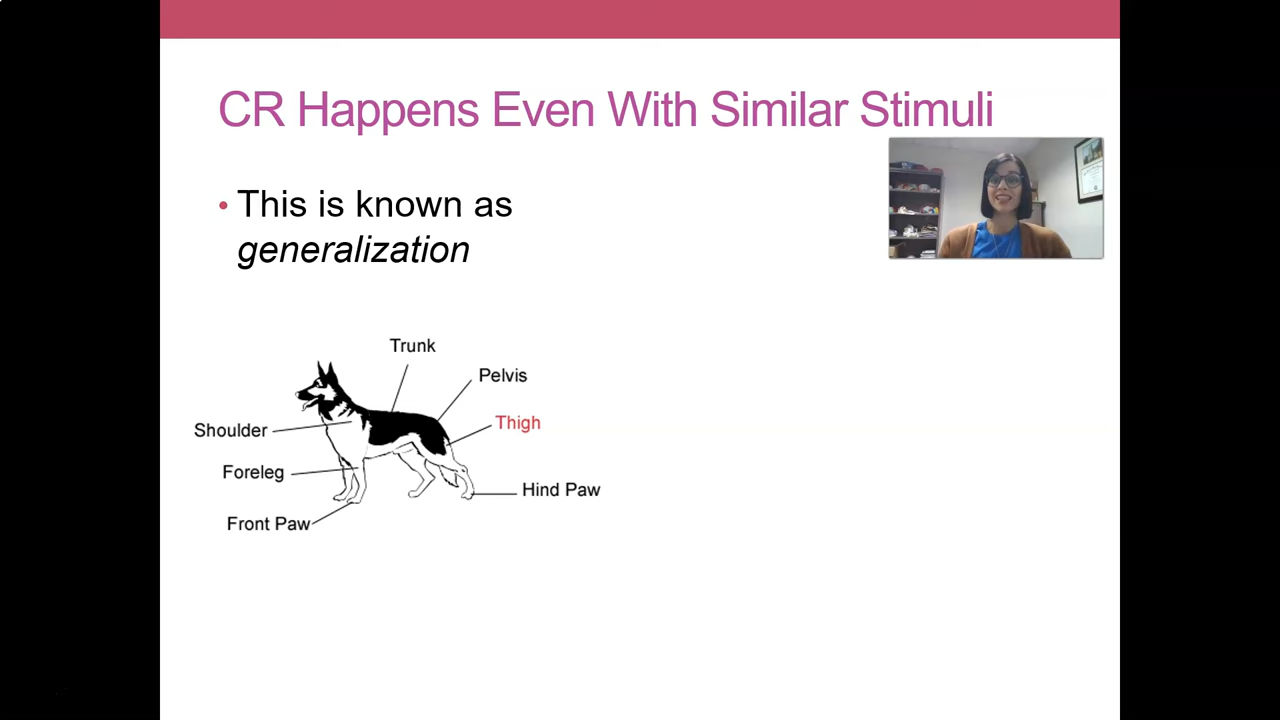 CR Happens Even With Similar Stimuli
• This is known as
generalization
Trunk
Pelvis
Thigh
Shoulder
Foreleg
Hind Paw
Front Paw